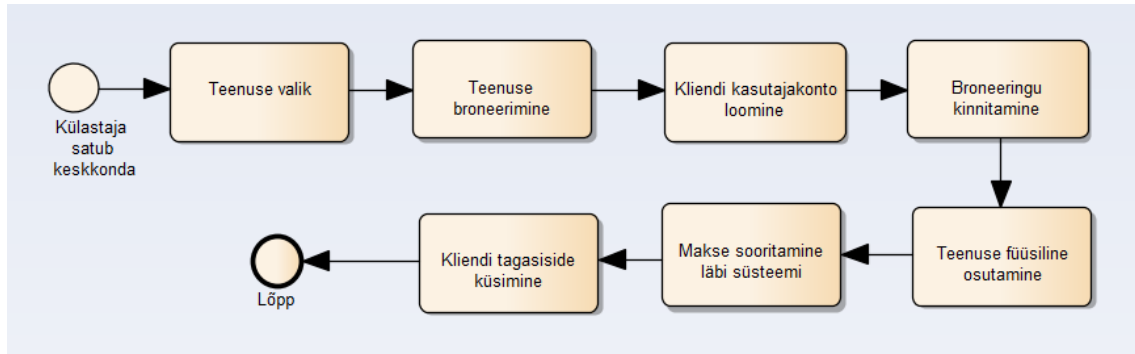 Külastaja
satub
keskkonda
Teenuse valik
Teenuse
broneerimine
Kliendi kasutajakonto
loomine
Broneeringu
kinnitamine
Teenuse füüsiline
osutamine
Makse sooritamine
läbi süsteemi
Kliendi tagasiside
küsimine
Lõpp